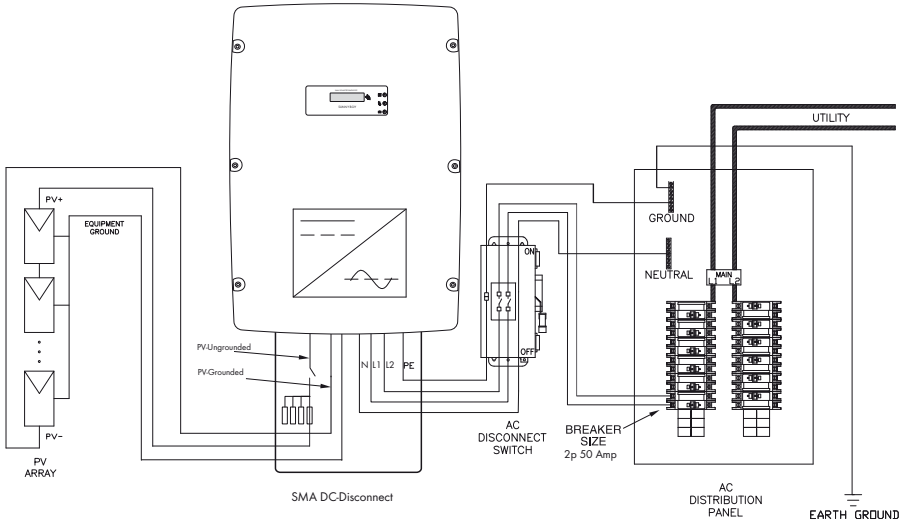 PV+
EQUIPMENT
GROUND
PV-
PV
ARRAY
PV-Ungrounded
PV-Grounded
N L1 L2 PE
SMA DC-Disconnect
ON
OFF
AC
DISCONNECT
SWITCH
UTILITY
GROUND
NEUTRAL
MAIN
L1 L2
BREAKER
SIZE
2p 50 Amp
AC
DISTRIBUTION
PANEL
EARTH GROUND